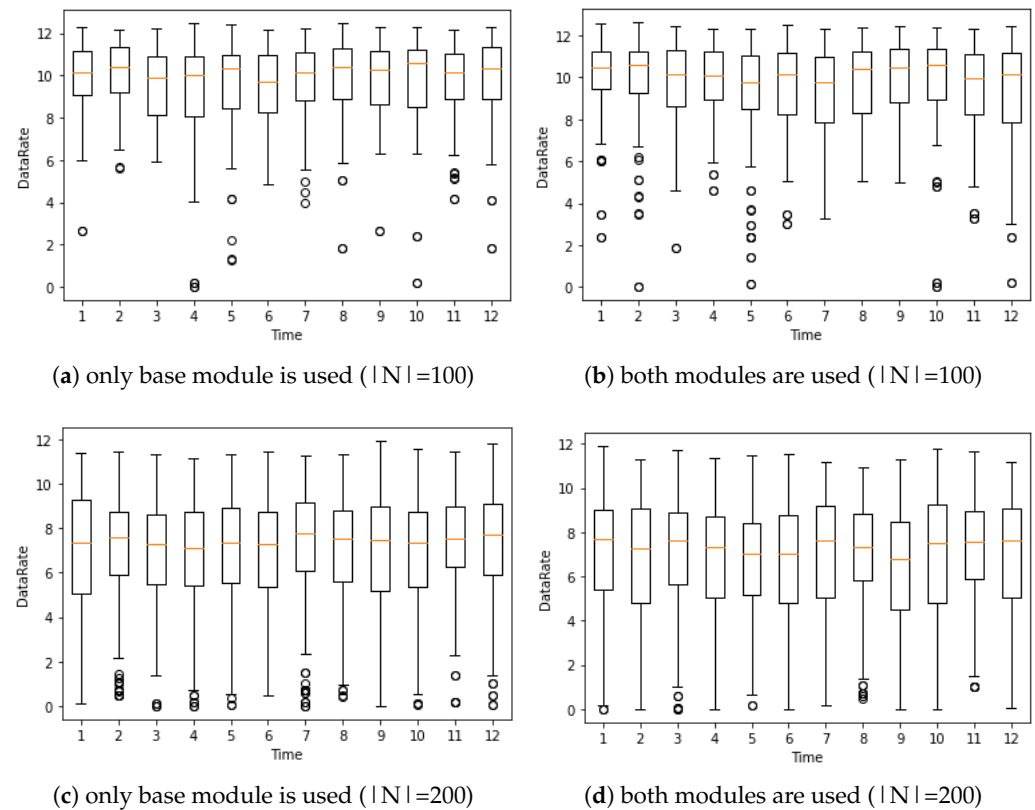 12
10
8
6
4
2
0
DataRate
1 2 3 4 5 6 7 8 9 10 11 12
Time
(a) only base module is used (|N|=100)
12
10
8
6
4
2
0
DataRate
1 2 3 4 5 6 7 8 9 10 11 12
Time
(b) both modules are used (|N|=100)
12
10
8
6
4
2
0
DataRate
1 2 3 4 5 6 7 8 9 10 11 12
Time
(c) only base module is used (|N|=200)
12
10
8
6
4
2
0
DataRate
1 2 3 4 5 6 7 8 9 10 11 12
Time
(d) both modules are used (|N|=200)